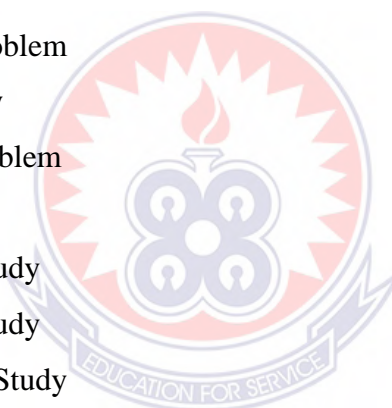 oblem
y
oblem
udy
udy
Study
EDUCATION FOR SERVICE